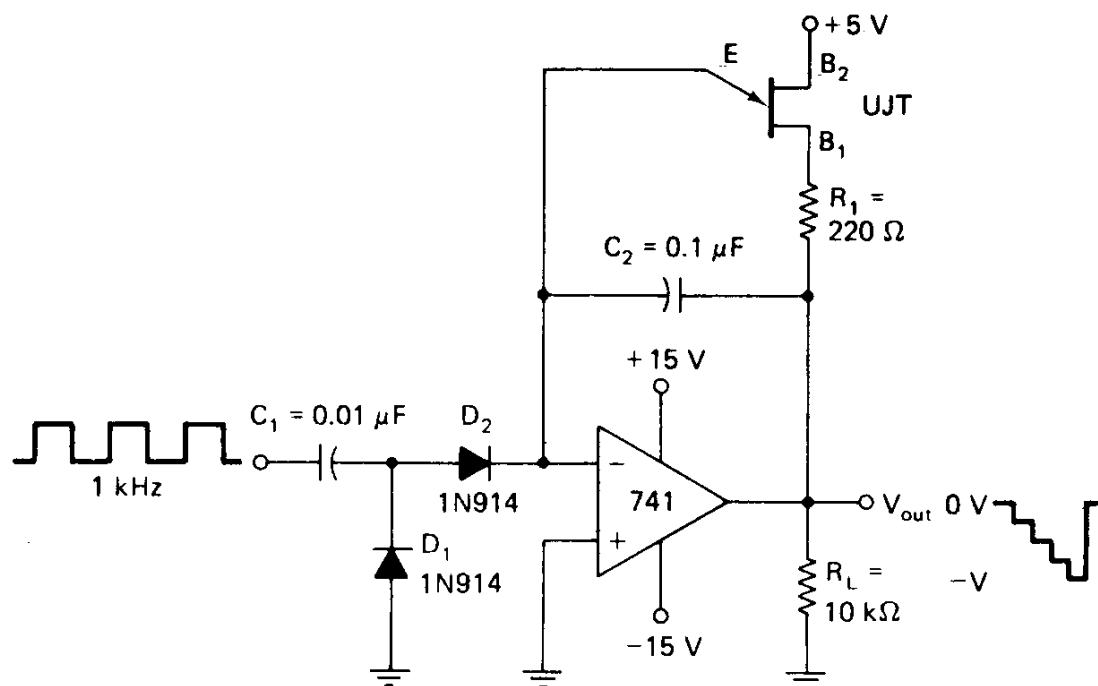 +5 V
E
B2
UJT
B1
R1 =
220 Ω
C2 = 0.1 μF
+15 V
C1 = 0.01 μF
D2
1 kHz
1N914
−
741
+
Vout
0 V
D1
1N914
−15 V
RL =
10 kΩ
−V